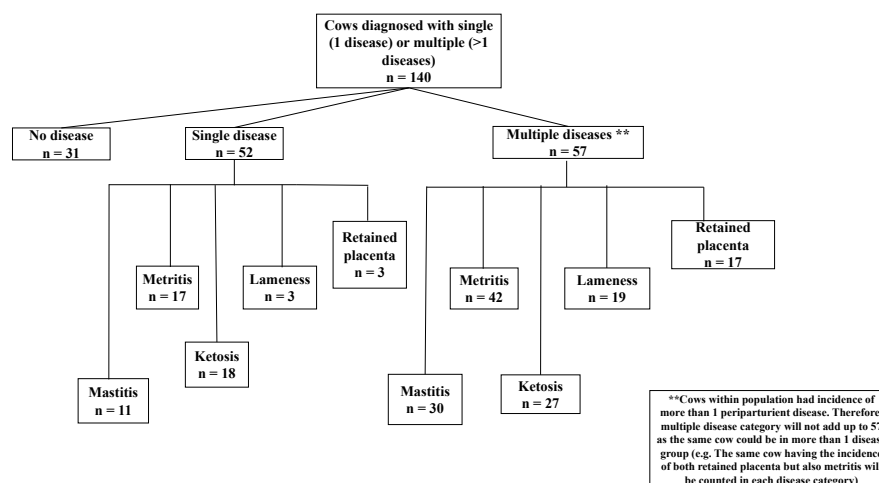 Cows diagnosed with single
(1 disease) or multiple (>1
diseases)
n = 140
No disease
n = 31
Single disease
n = 52
Multiple diseases **
n = 57
Mastitis
n = 11
Metritis
n = 17
Ketosis
n = 18
Lameness
n = 3
Retained
placenta
n = 3
Mastitis
n = 30
Metritis
n = 42
Ketosis
n = 27
Lameness
n = 19
Retained
placenta
n = 17
**Cows within population had incidence of
more than 1 periparturient disease. Therefore
multiple disease category will not add up to 57
as the same cow could be in more than 1 diseas
group (e.g. The same cow having the incidence
of both retained placenta but also metritis will
be counted in each disease category)